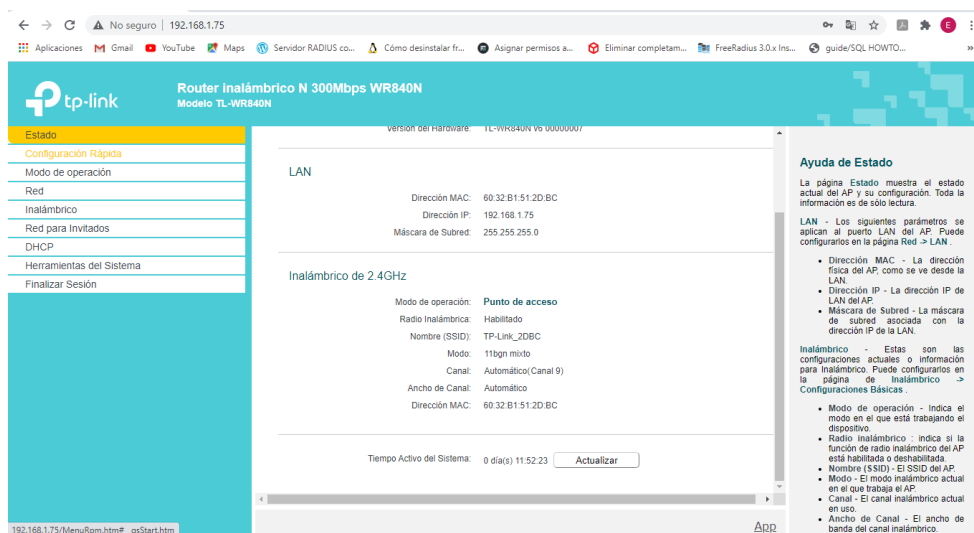 No seguro | 192.168.1.75
E
Aplicaciones
Gmail
YouTube
Maps
Servidor RADIUS co...
Cómo desinstalar fr...
Asignar permisos a...
Eliminar completam...
FreeRadius 3.0.x Ins...
guide/SQL HOWTO...
»
tp-link
Router inalámbrico N 300Mbps WR840N
Modelo TL-WR840N
Estado
Configuración Rápida
Modo de operación
Red
Inalámbrico
Red para Invitados
DHCP
Herramientas del Sistema
Finalizar Sesión
Versión del Hardware: TL-WR840N v6 00000007
LAN
Dirección MAC: 60:32:B1:51:2D:BC
Dirección IP: 192.168.1.75
Máscara de Subred: 255.255.255.0
Inalámbrico de 2.4GHz
Modo de operación: Punto de acceso
Radio Inalámbrica: Habilitado
Nombre (SSID): TP-Link_2DBC
Modo: 11bgn mixto
Canal: Automático(Canal 9)
Ancho de Canal: Automático
Dirección MAC: 60:32:B1:51:2D:BC
Tiempo Activo del Sistema: 0 día(s) 11:52:23 Actualizar
App
Ayuda de Estado
La página Estado muestra el estado
actual del AP y su configuración. Toda la
información es de sólo lectura.
LAN - Los siguientes parámetros se
aplican al puerto LAN del AP. Puede
configurarlos en la página Red -> LAN .
• Dirección MAC - La dirección
física del AP, como se ve desde la
LAN.
• Dirección IP - La dirección IP de
LAN del AP.
• Máscara de Subred - La máscara
de subred asociada con la
dirección IP de la LAN.
Inalámbrico - Estas son las
configuraciones actuales o información
para Inalámbrico. Puede configurarlos en
la página de Inalámbrico ->
Configuraciones Básicas .
• Modo de operación - Indica el
modo en el que está trabajando el
dispositivo.
• Radio inalámbrico : indica si la
función de radio inalámbrico del AP
está habilitada o deshabilitada.
• Nombre (SSID) - El SSID del AP.
• Modo - El modo inalámbrico actual
en el que trabaja el AP.
• Canal - El canal inalámbrico actual
en uso.
• Ancho de Canal - El ancho de
banda del canal inalámbrico.
192.168.1.75/MenuRpm.htm#__qsStart.htm